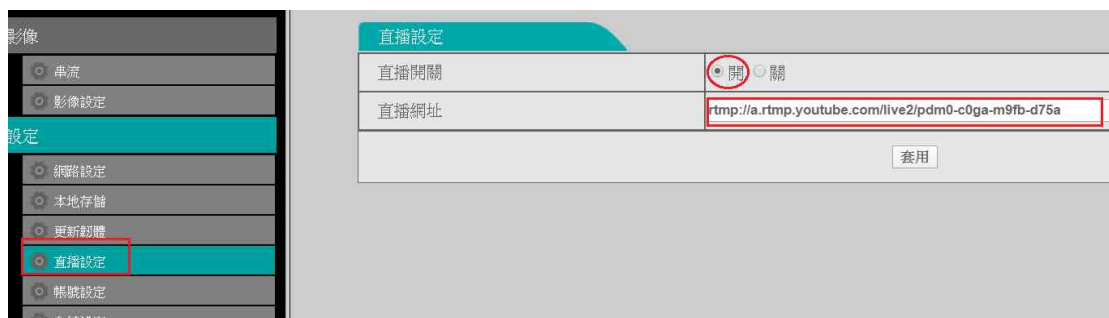 影像
串流
影像設定
設定
網路設定
本地存儲
更新韌體
直播設定
帳號設定
直播設定
直播開關 開 關
直播網址 rtmp://a.rtmp.youtube.com/live2/pdm0-c0ga-m9fb-d75a
套用